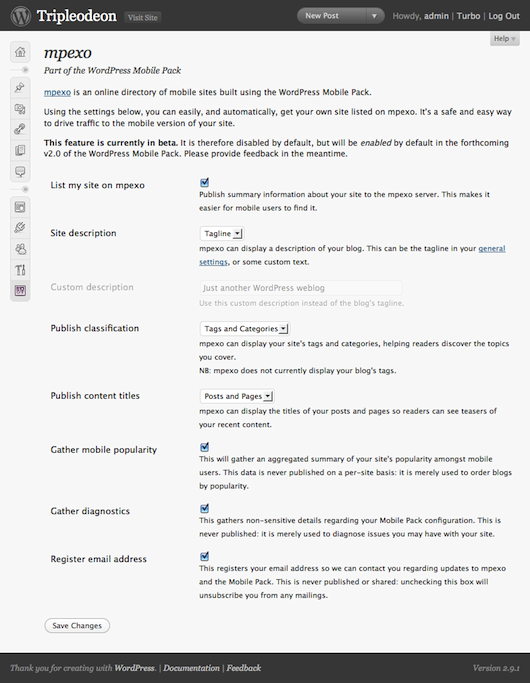 Tripleodeon Visit Site New Post Howdy, admin | Turbo | Log Out
Help
mpexo
Part of the WordPress Mobile Pack
mpexo is an online directory of mobile sites built using the WordPress Mobile Pack.
Using the settings below, you can easily, and automatically, get your own site listed on mpexo. It's a safe and easy way
to drive traffic to the mobile version of your site.
This feature is currently in beta. It is therefore disabled by default, but will be enabled by default in the forthcoming
v2.0 of the WordPress Mobile Pack. Please provide feedback in the meantime.
List my site on mpexo
Publish summary information about your site to the mpexo server. This makes it
easier for mobile users to find it.
Site description Tagline
mpexo can display a description of your blog. This can be the tagline in your general
settings, or some custom text.
Custom description Just another WordPress weblog
Use this custom description instead of the blog's tagline.
Publish classification Tags and Categories
mpexo can display your site's tags and categories, helping readers discover the topics
you cover.
NB: mpexo does not currently display your blog's tags.
Publish content titles Posts and Pages
mpexo can display the titles of your posts and pages so readers can see teasers of
your recent content.
Gather mobile popularity
This will gather an aggregated summary of your site's popularity amongst mobile
users. This data is never published on a per-site basis: it is merely used to order blogs
by popularity.
Gather diagnostics
This gathers non-sensitive details regarding your Mobile Pack configuration. This is
never published: it is merely used to diagnose issues you may have with your site.
Register email address
This registers your email address so we can contact you regarding updates to mpexo
and the Mobile Pack. This is never published or shared: unchecking this box will
unsubscribe you from any mailings.
Save Changes
Thank you for creating with WordPress. | Documentation | Feedback Version 2.9.1